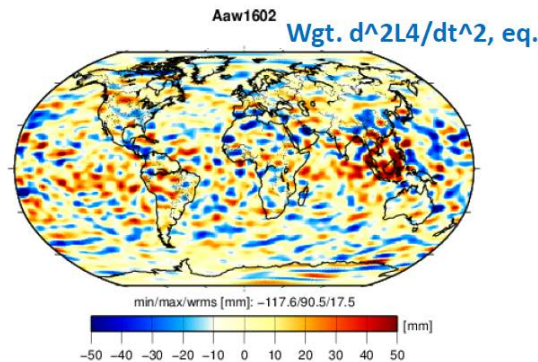 Aaw1602
Wgt. d^2L4/dt^2, eq.
min/max/wrms [mm]: −117.6/90.5/17.5
[mm]
−50 −40 −30 −20 −10 0 10 20 30 40 50